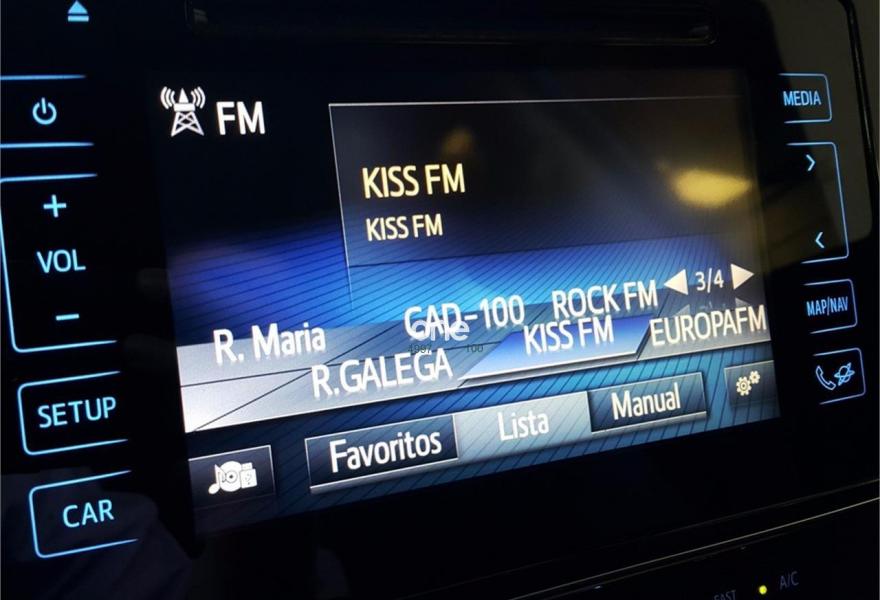 FM
MEDIA
KISS FM
KISS FM
VOL
3/4
R. Maria CAD-100 ROCK FM
R.GALEGA KISS FM EUROPAFM
MAP/NAV
SETUP
Favoritos Lista Manual
CAR
A/C
one